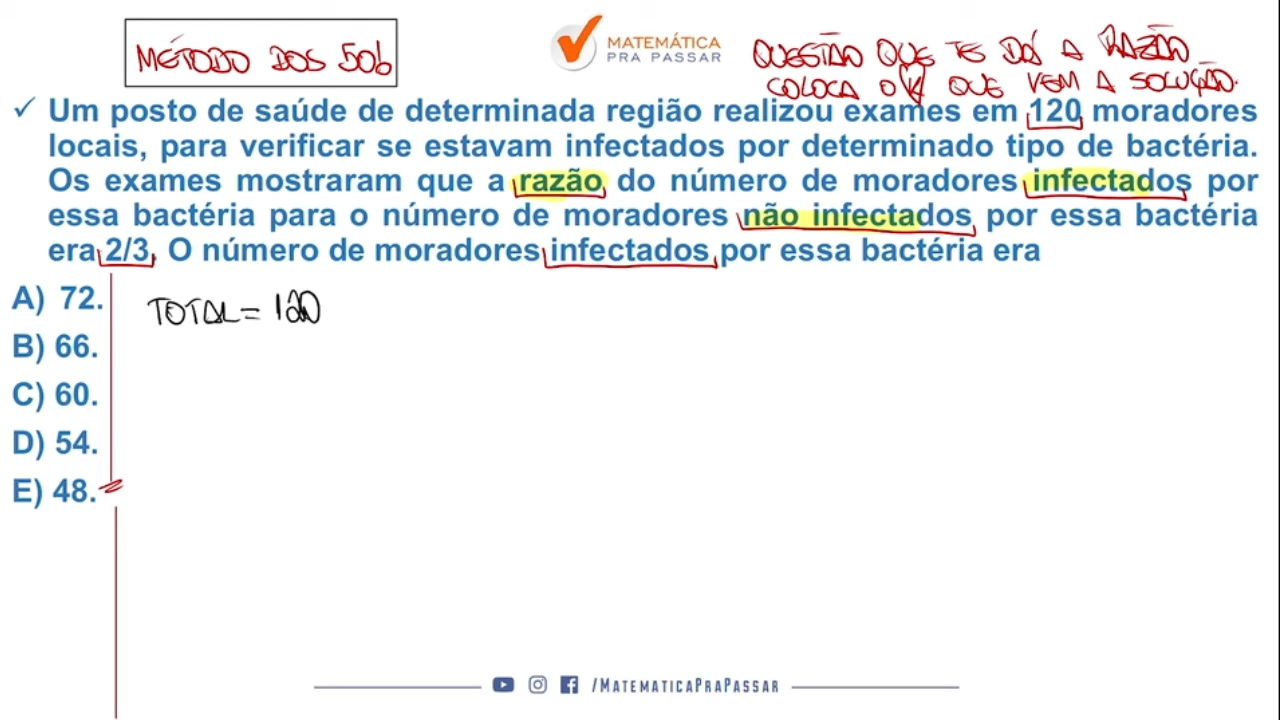 MÉTODO DOS 50%
MATEMÁTICA
PRA PASSAR
QUESTÃO QUE TE DÁ A RAZÃO
COLOCA O K QUE VEM A SOLUÇÃO.
✓ Um posto de saúde de determinada região realizou exames em 120 moradores
locais, para verificar se estavam infectados por determinado tipo de bactéria.
Os exames mostraram que a razão do número de moradores infectados por
essa bactéria para o número de moradores não infectados por essa bactéria
era 2/3. O número de moradores infectados por essa bactéria era
A) 72.
TOTAL = 120
B) 66.
C) 60.
D) 54.
E) 48.
/MATEMATICAPRAPASSAR